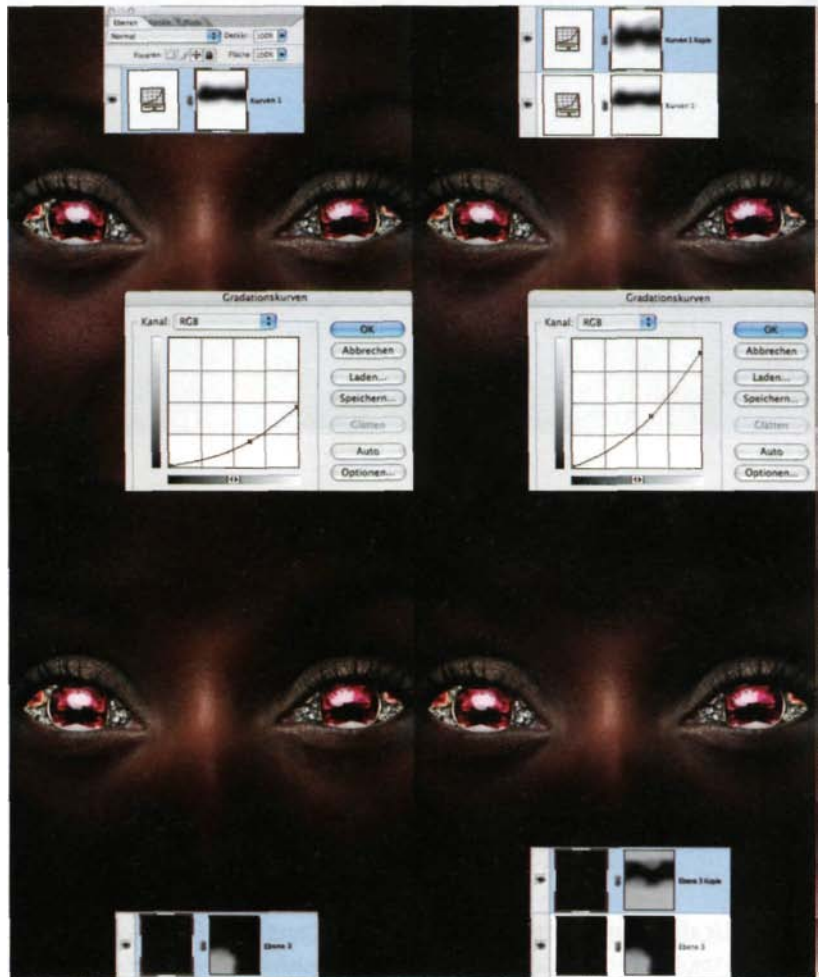 Ebenen
Normal Deckkr: 100%
Fixieren: Fläche: 100%
Kurven 1
Kurven 1 Kopie
Kurven 1
Gradationskurven
Kanal: RGB
OK
Abbrechen
Laden...
Speichern...
Glätten
Auto
Optionen...
Gradationskurven
Kanal: RGB
OK
Abbrechen
Laden...
Speichern...
Glätten
Auto
Optionen...
Ebene 3
Ebene 3 Kopie
Ebene 3